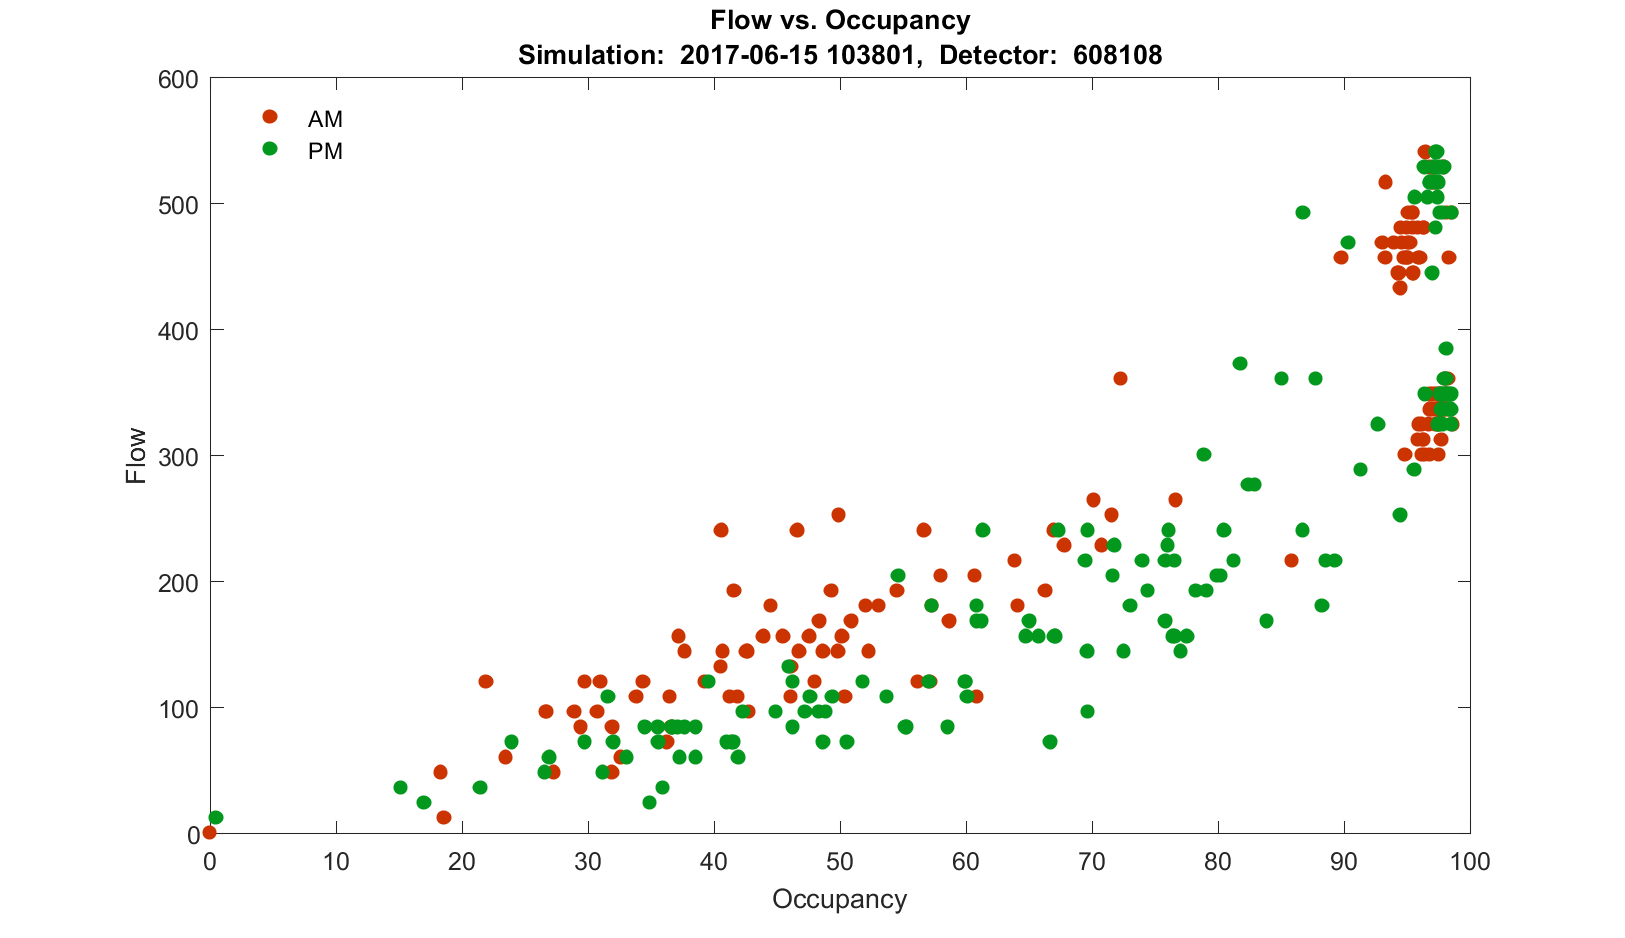 Flow vs. Occupancy
Simulation:  2017-06-15 103801,  Detector:  608108
600
500
400
300
200
100
0
Flow
AM
PM
0 10 20 30 40 50 60 70 80 90 100
Occupancy